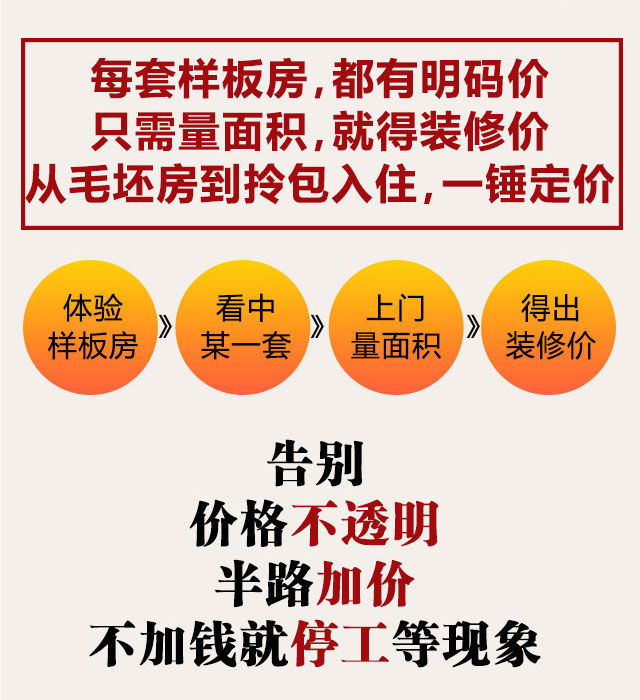 每套样板房，都有明码价
只需量面积，就得装修价
从毛坯房到拎包入住，一锤定价
体验
样板房
》
看中
某一套
》
上门
量面积
》
得出
装修价
告别
价格不透明
半路加价
不加钱就停工等现象